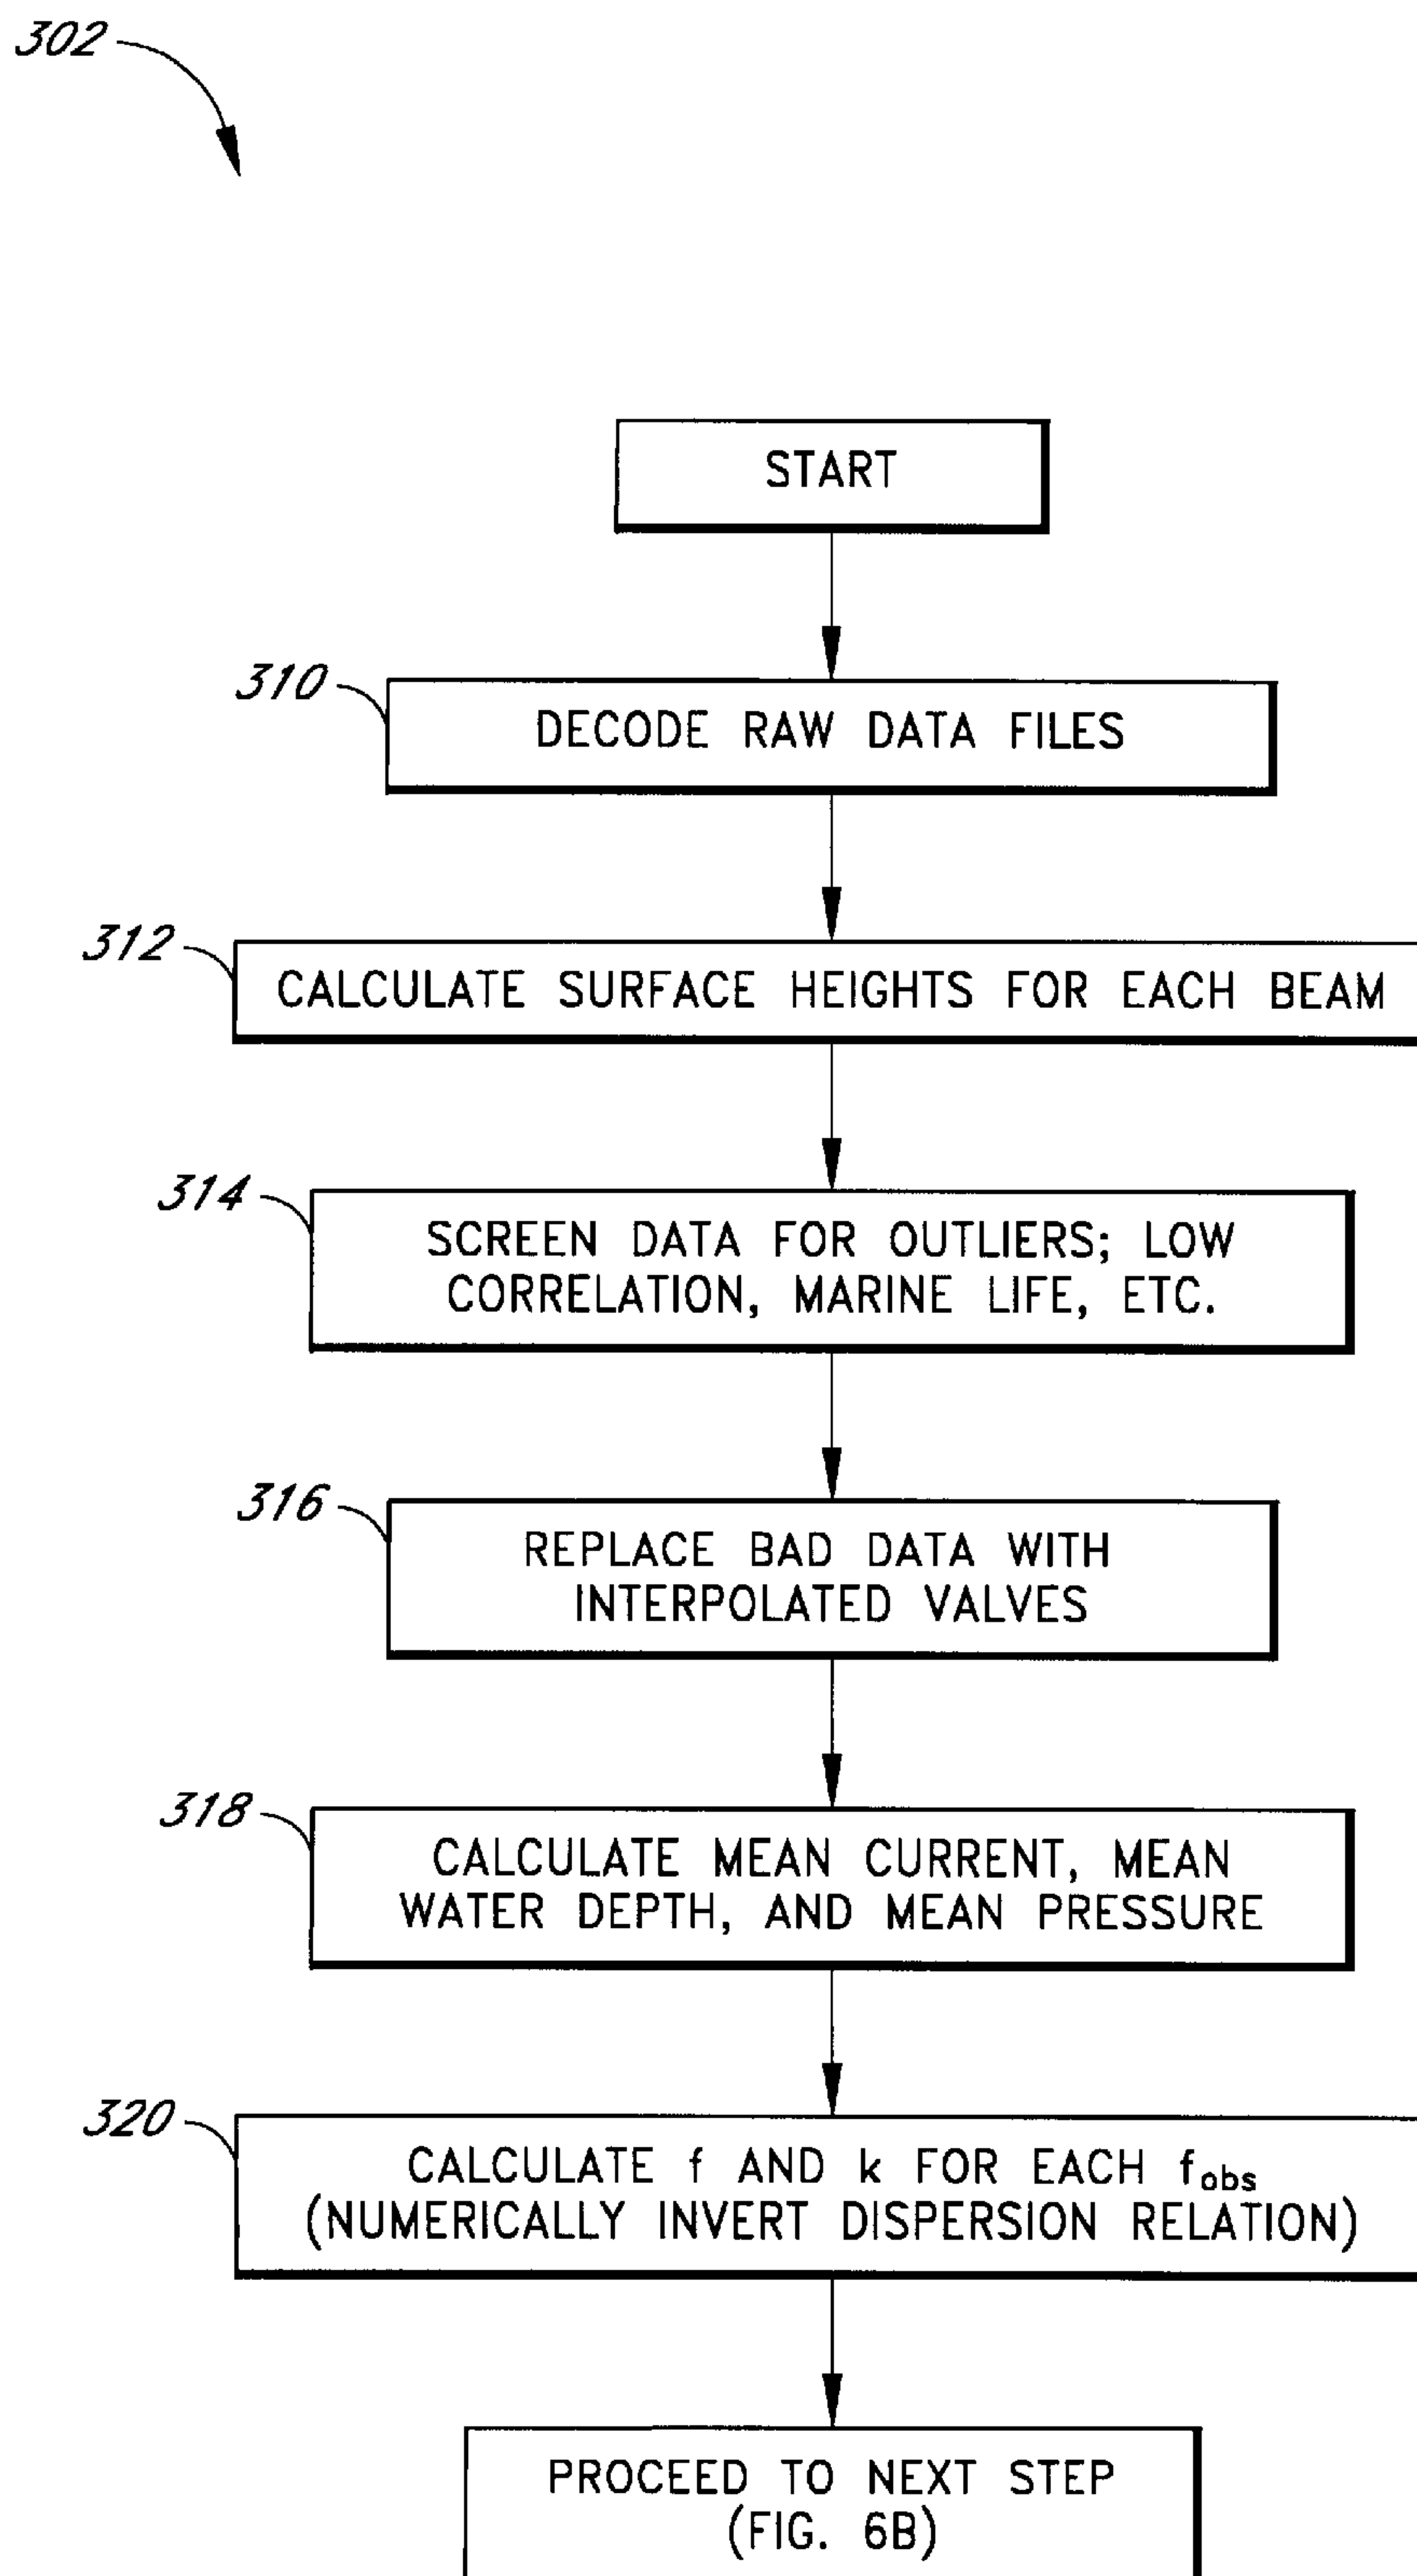 302
START
310
DECODE RAW DATA FILES
312
CALCULATE SURFACE HEIGHTS FOR EACH BEAM
314
SCREEN DATA FOR OUTLIERS; LOW
CORRELATION, MARINE LIFE, ETC.
316
REPLACE BAD DATA WITH
INTERPOLATED VALVES
318
CALCULATE MEAN CURRENT, MEAN
WATER DEPTH, AND MEAN PRESSURE
320
CALCULATE f AND k FOR EACH fobs
(NUMERICALLY INVERT DISPERSION RELATION)
PROCEED TO NEXT STEP
(FIG. 6B)